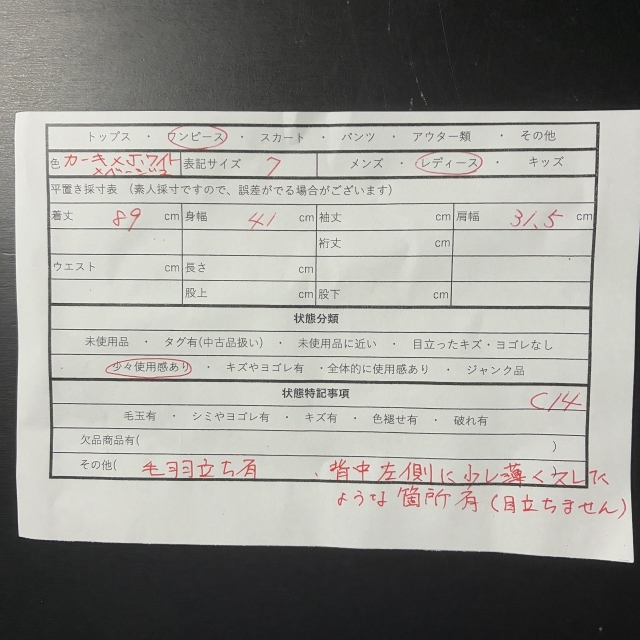 トップス ・ ワンピース ・ スカート ・ パンツ ・ アウター類 ・ その他
色 カーキ×ホワイト ×ベージュ 表記サイズ 7 メンズ ・ レディース ・ キッズ
平置き採寸表 (素人採寸ですので、誤差がでる場合がございます)
着丈 89 cm 身幅 41 cm 袖丈 cm 肩幅 31.5 cm
裄丈 cm
ウエスト cm 長さ cm
股上 cm 股下 cm
状態分類
未使用品 ・ タグ有(中古品扱い) ・ 未使用品に近い ・ 目立ったキズ・ヨゴレなし
少々使用感あり ・ キズやヨゴレ有 ・全体的に使用感あり ・ ジャンク品
状態特記事項 C14
毛玉有 ・ シミやヨゴレ有 ・ キズ有 ・ 色褪せ有 ・ 破れ有
欠品商品有( )
その他( 毛羽立ち有 、背中左側に少し薄く
ような箇所有(目立ちません)